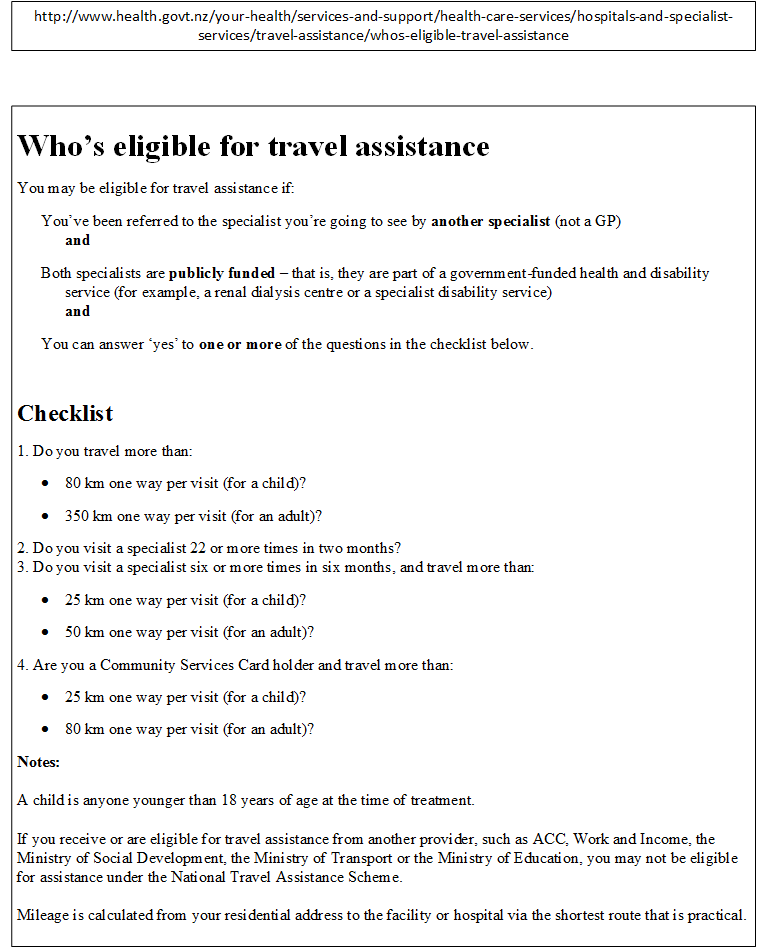 http://www.health.govt.nz/your-health/services-and-support/health-care-services/hospitals-and-specialist-
services/travel-assistance/whos-eligible-travel-assistance
Who's eligible for travel assistance
You may be eligible for travel assistance if:
You've been referred to the specialist you're going to see by another specialist (not a GP)
and
Both specialists are publicly funded – that is, they are part of a government-funded health and disability
service (for example, a renal dialysis centre or a specialist disability service)
and
You can answer 'yes' to one or more of the questions in the checklist below.
Checklist
1. Do you travel more than:
• 80 km one way per visit (for a child)?
• 350 km one way per visit (for an adult)?
2. Do you visit a specialist 22 or more times in two months?
3. Do you visit a specialist six or more times in six months, and travel more than:
• 25 km one way per visit (for a child)?
• 50 km one way per visit (for an adult)?
4. Are you a Community Services Card holder and travel more than:
• 25 km one way per visit (for a child)?
• 80 km one way per visit (for an adult)?
Notes:
A child is anyone younger than 18 years of age at the time of treatment.
If you receive or are eligible for travel assistance from another provider, such as ACC, Work and Income, the
Ministry of Social Development, the Ministry of Transport or the Ministry of Education, you may not be eligible
for assistance under the National Travel Assistance Scheme.
Mileage is calculated from your residential address to the facility or hospital via the shortest route that is practical.